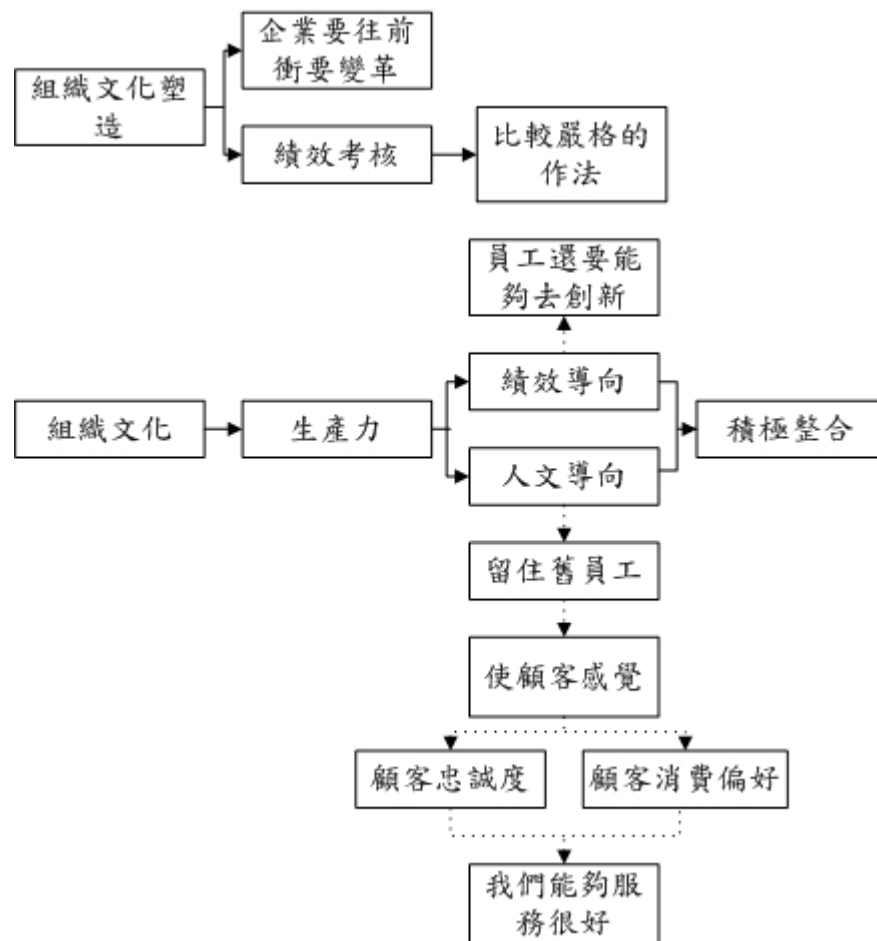 企業要往前
衝要變革
組織文化塑
造
績效考核
比較嚴格的
作法
員工還要能
夠去創新
績效導向
組織文化
生產力
積極整合
人文導向
留住舊員工
使顧客感覺
顧客忠誠度
顧客消費偏好
我們能夠服
務很好